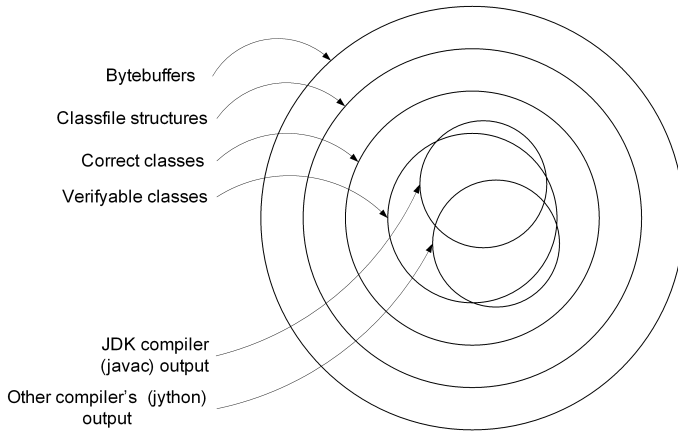 Bytebuffers
Classfile structures
Correct classes
Verifyable classes
JDK compiler
(javac) output
Other compiler's (jython)
output